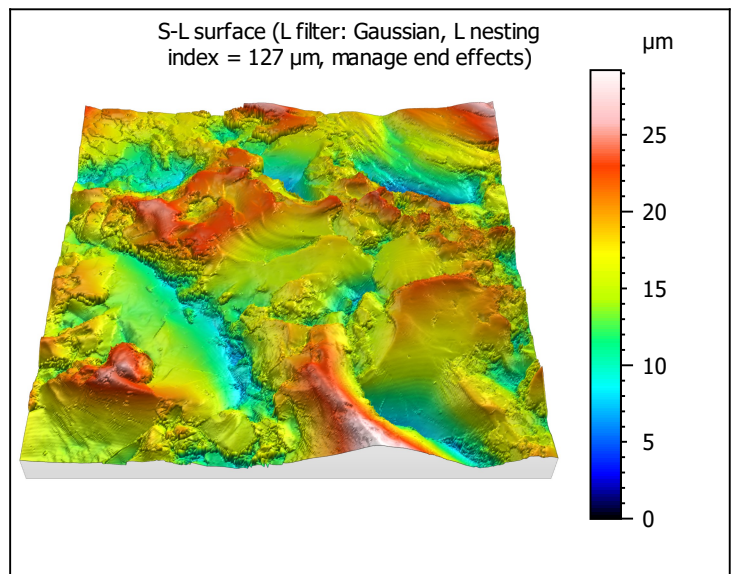 S-L surface (L filter: Gaussian, L nesting
index = 127 µm, manage end effects)
µm
25
20
15
10
5
0